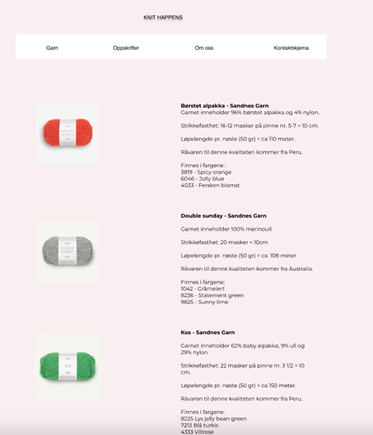 KNIT HAPPENS
Garn Oppskrifter Om oss Kontaktskjema
Børstet alpakka - Sandnes Garn
Garnet inneholder 96% børstet alpakka og 4% nylon.
Strikkefasthet: 16-12 masker på pinne nr. 5-7 = 10 cm.
Løpelengde pr. nøste (50 gr) = ca 110 meter.
Råvaren til denne kvaliteten kommer fra Peru.
Finnes i fargene :
3819 - Spicy orange
6046 - Jolly blue
4033 - Fersken blomst
Double sunday - Sandnes Garn
Garnet inneholder 100% merinoull.
Strikkefasthet: 20 masker = 10cm
Løpelengde pr. nøste (50 gr) = ca. 108 meter
Råvaren til denne kvaliteten kommer fra Australia.
Finnes i fargene;
1042 - Gråmelert
8236 - Statement green
9825 - Sunny lime
Kos - Sandnes Garn
Garnet inneholder 62% baby alpakka, 9% ull og
29% nylon.
Strikkefasthet: 22 masker på pinne nr. 3 1/2 = 10
cm.
Løpelengde pr. nøste (50 gr) = ca 150 meter.
Råvaren til denne kvaliteten kommer fra Peru.
Finnes i fargene:
8225 Lys jelly bean green
7213 Blå turkis
4333 Villrose